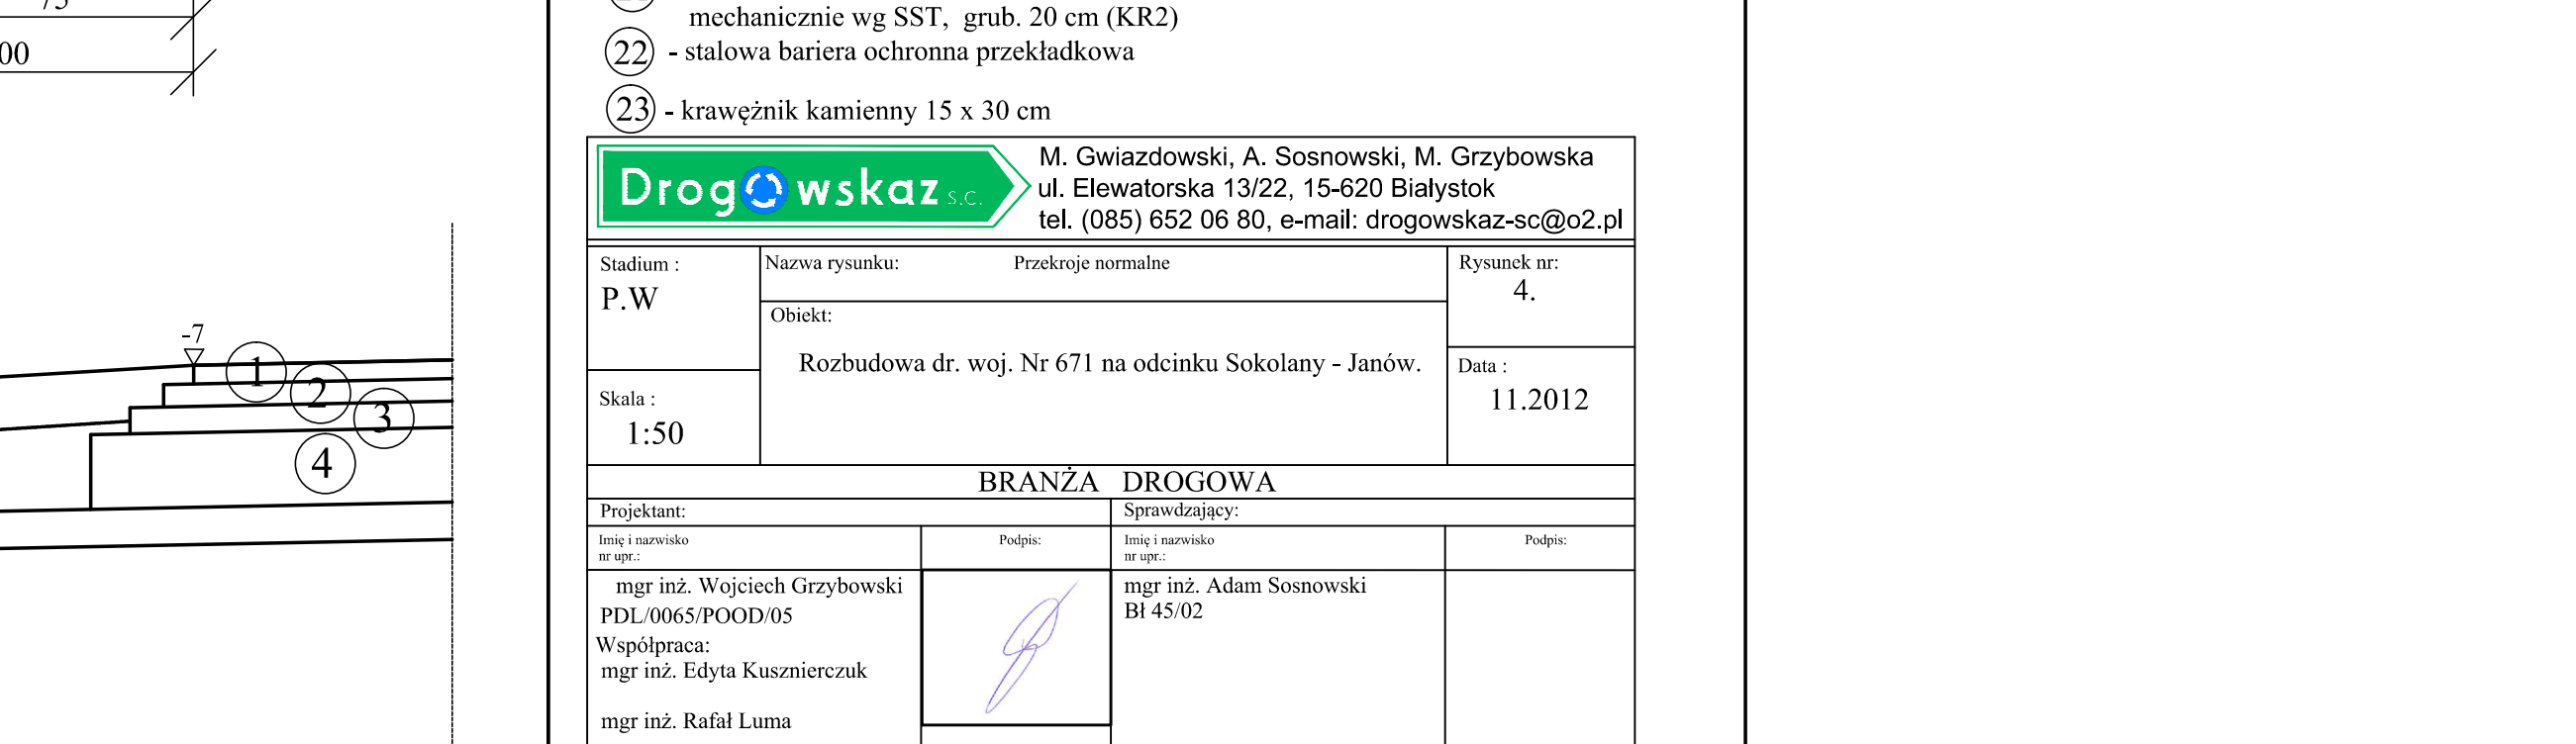 75
00
mechanicznie wg SST, grub. 20 cm (KR2)
22 - stalowa bariera ochronna przekładkowa
23 - krawężnik kamienny 15 x 30 cm
Drogowskaz s.c.
M. Gwiazdowski, A. Sosnowski, M. Grzybowska
ul. Elewatorska 13/22, 15-620 Białystok
tel. (085) 652 06 80, e-mail: drogowskaz-sc@o2.pl
Stadium :
P.W
Nazwa rysunku: Przekroje normalne
Rysunek nr:
4.
Obiekt:
Rozbudowa dr. woj. Nr 671 na odcinku Sokolany - Janów.
Skala :
1:50
Data :
11.2012
-7
1
2
3
4
BRANŻA DROGOWA
Projektant:
Sprawdzający:
Imię i nazwisko
nr upr.:
Podpis:
Imię i nazwisko
nr upr.:
Podpis:
mgr inż. Wojciech Grzybowski
PDL/0065/POOD/05
Współpraca:
mgr inż. Edyta Kusznierczuk
mgr inż. Rafał Luma
mgr inż. Adam Sosnowski
Bł 45/02